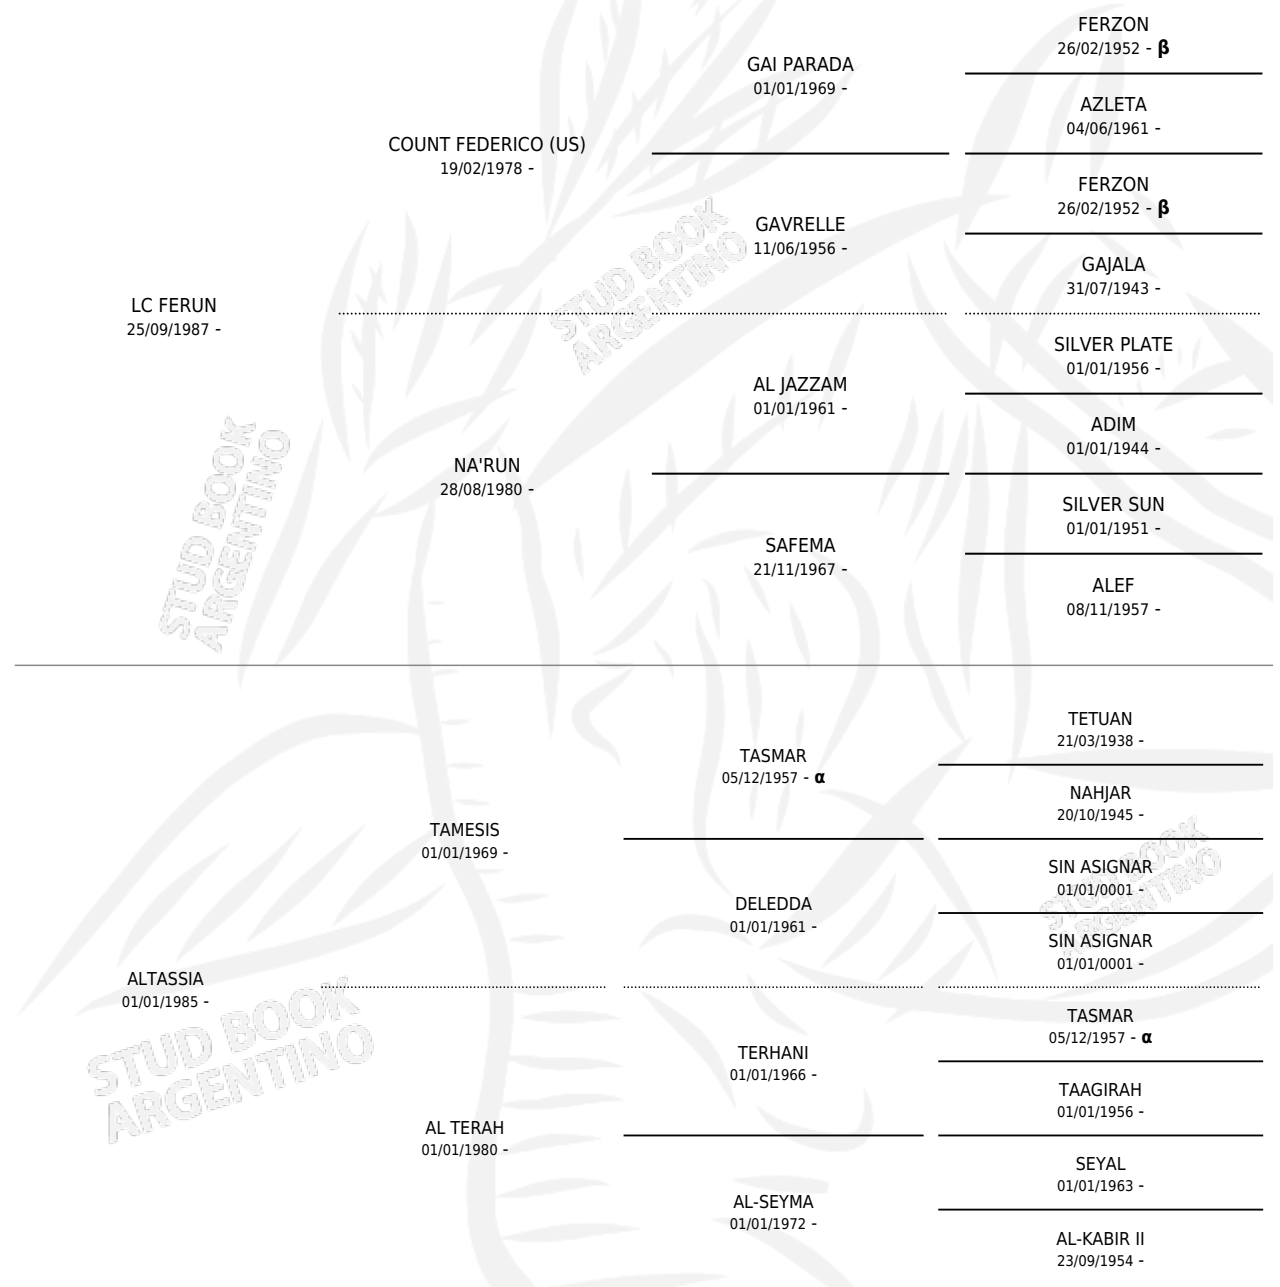 FERZON
26/02/1952 - β
GAI PARADA
01/01/1969 -
AZLETA
04/06/1961 -
COUNT FEDERICO (US)
19/02/1978 -
FERZON
26/02/1952 - β
GAVRELLE
11/06/1956 -
GAJALA
31/07/1943 -
LC FERUN
25/09/1987 -
SILVER PLATE
01/01/1956 -
AL JAZZAM
01/01/1961 -
ADIM
01/01/1944 -
NA'RUN
28/08/1980 -
SILVER SUN
01/01/1951 -
SAFEMA
21/11/1967 -
ALEF
08/11/1957 -
STUD BOOK
ARGENTINO
STUD BOOK
ARGENTINO
TETUAN
21/03/1938 -
TASMAR
05/12/1957 - α
NAHJAR
20/10/1945 -
TAMESIS
01/01/1969 -
SIN ASIGNAR
01/01/0001 -
DELEDDA
01/01/1961 -
SIN ASIGNAR
01/01/0001 -
ALTASSIA
01/01/1985 -
TASMAR
05/12/1957 - α
TERHANI
01/01/1966 -
TAAGIRAH
01/01/1956 -
AL TERAH
01/01/1980 -
SEYAL
01/01/1963 -
AL-SEYMA
01/01/1972 -
AL-KABIR II
23/09/1954 -
STUD BOOK
ARGENTINO
STUD BOOK
ARGENTINO